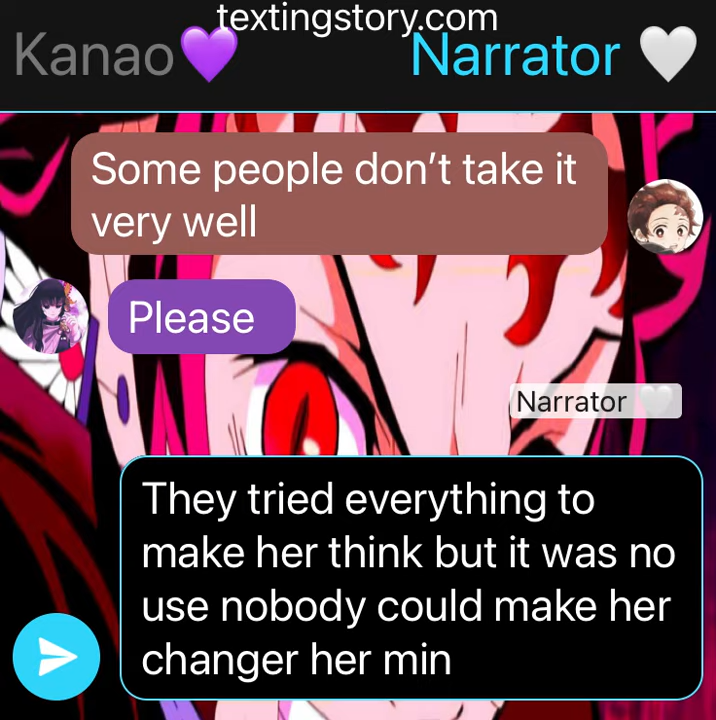 textingstory.com
Kanao💜 Narrator 🤍
Some people don’t take it
very well
Please
Narrator 🤍
They tried everything to
make her think but it was no
use nobody could make her
changer her min